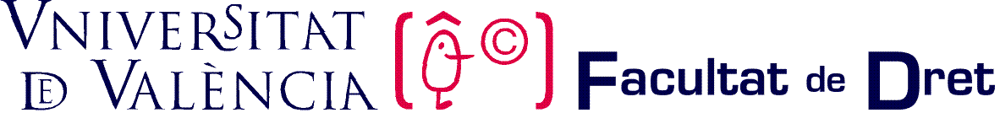 VNIVERSITAT
DE VALÈNCIA
©
Facultat de Dret